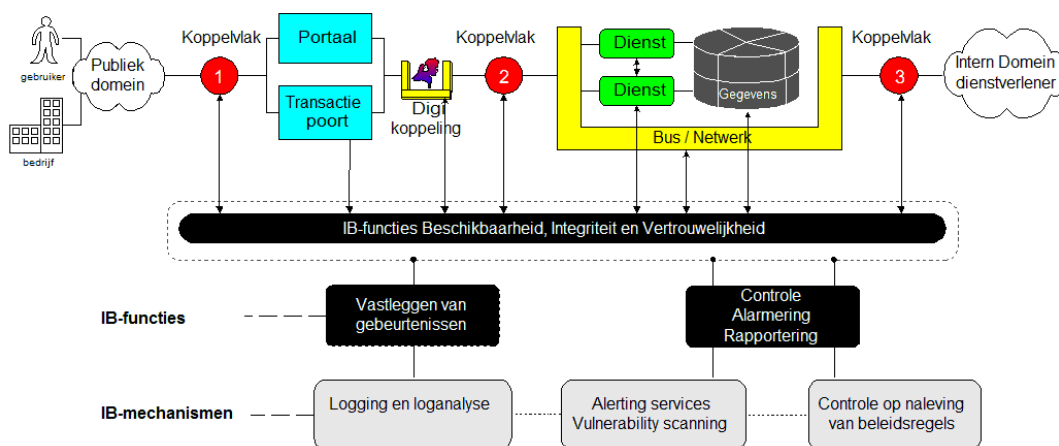 gebruiker
bedrijf
Publiek
domein
Koppelvlak
1
Portaal
Transactie
poort
Digi
koppeling
Koppelvlak
2
Dienst
Dienst
Gegevens
Bus / Netwerk
Koppelvlak
3
Intern Domein
dienstverlener
IB-functies Beschikbaarheid, Integriteit en Vertrouwelijkheid
IB-functies
Vastleggen van
gebeurtenissen
Controle
Alarmering
Rapportering
IB-mechanismen
Logging en loganalyse
Alerting services
Vulnerability scanning
Controle op naleving
van beleidsregels